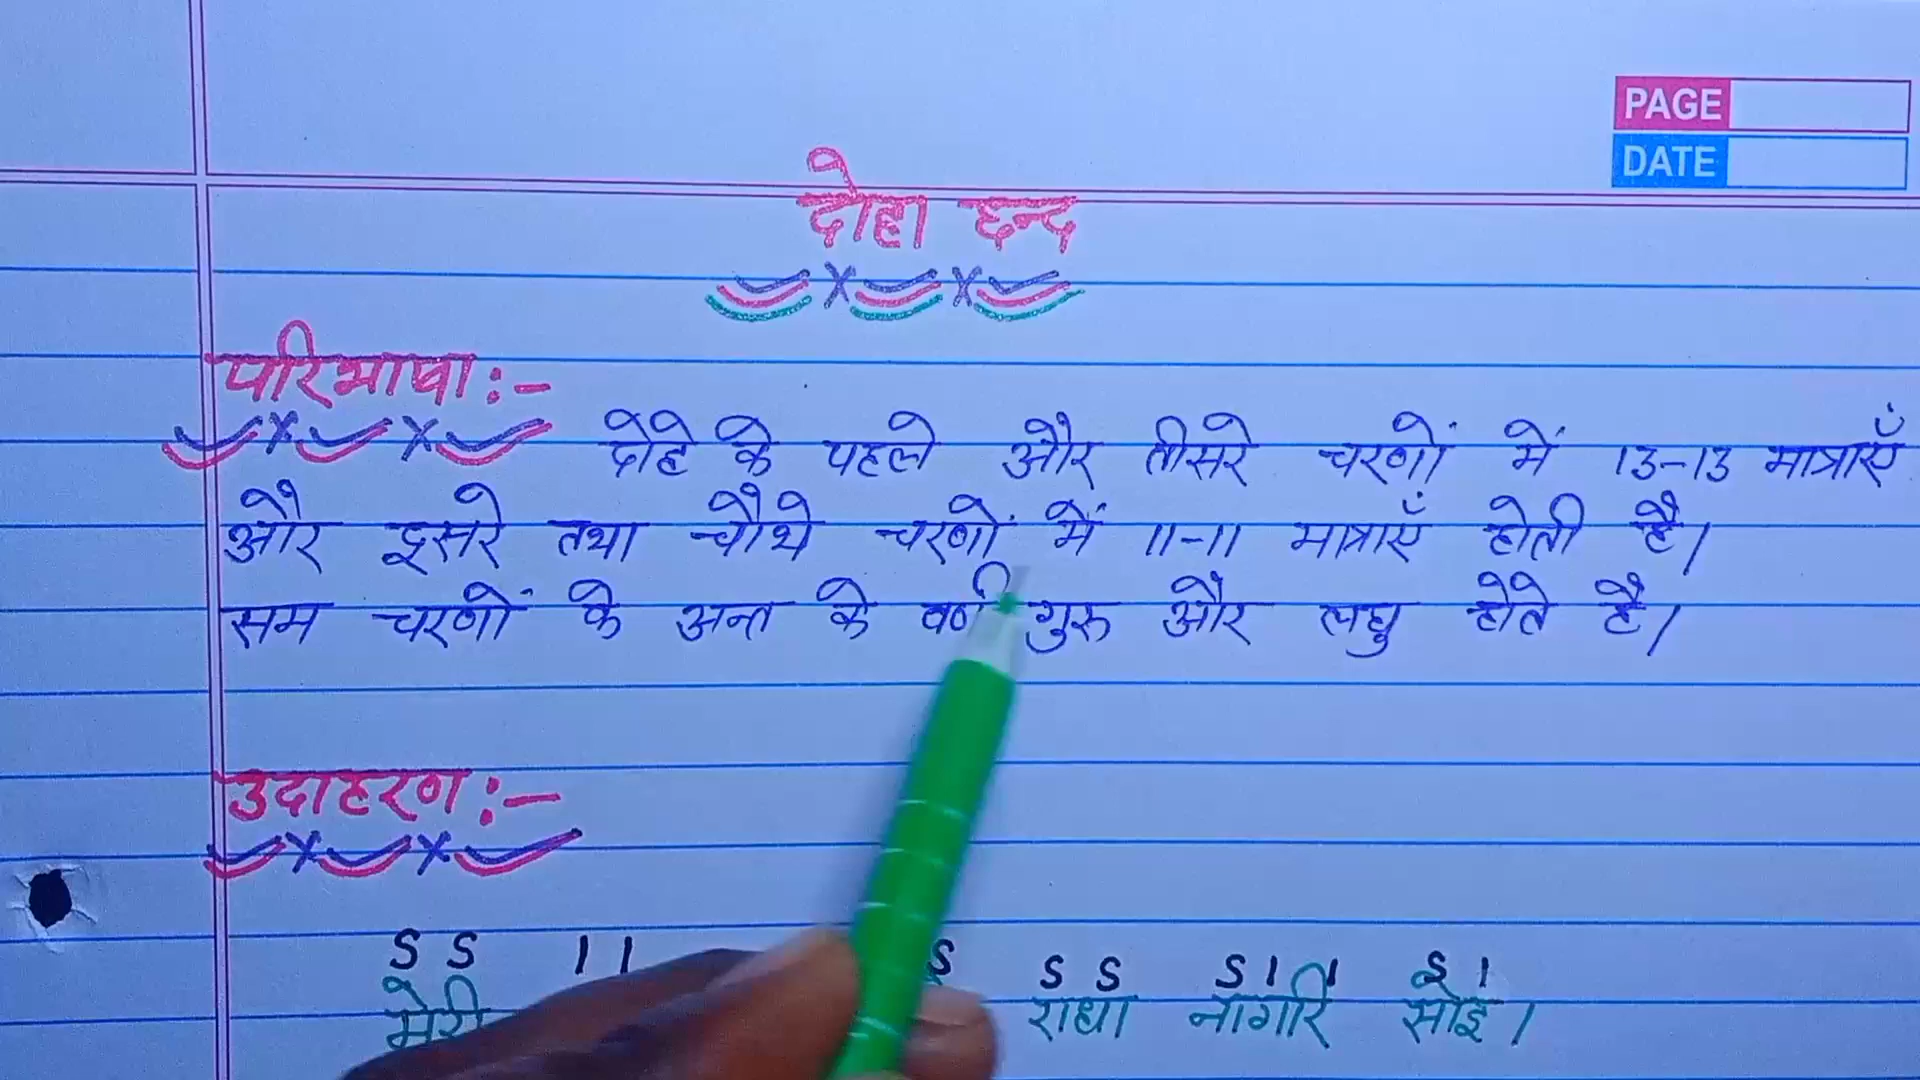 PAGE
DATE
दोहा छन्द
परिभाषा :-
दोहे के पहले और तीसरे चरणों में 13-13 मात्राएँ
और दूसरे तथा चौथे चरणों में 11-11 मात्राएँ होती है।
सम चरणों के अन्त के वर्ण गुरु और लघु होते है।
उदाहरण :-
S S I I S S S S I I S I
मेरी राधा नागरि सोइ।